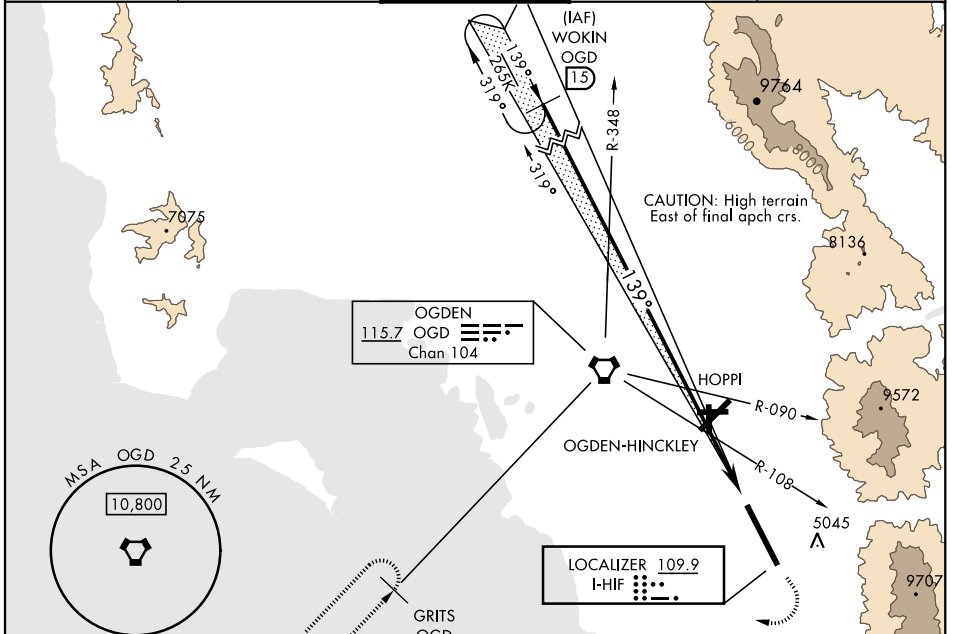 (IAF)
WOKIN
OGD
15
139°
265K
319°
319°
R-348
9764
6000
8000
CAUTION: High terrain
East of final apch crs.
7075
8136
139°
OGDEN
115.7 OGD
Chan 104
HOPPI
R-090
9572
OGDEN-HINCKLEY
R-108
MSA OGD 25 NM
10,800
5045
LOCALIZER 109.9
I-HIF
9707
GRITS
OGD